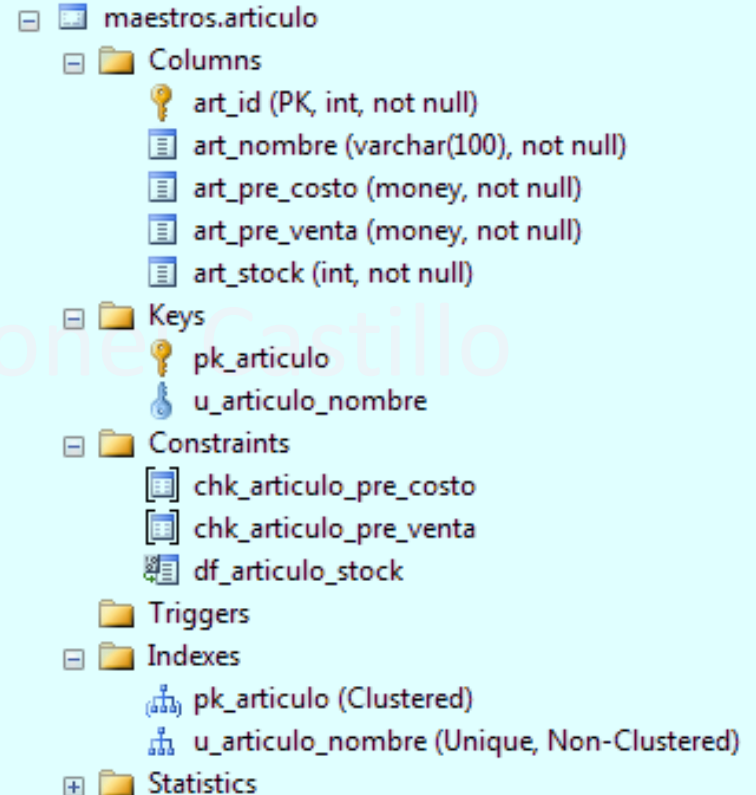 maestros.articulo
Columns
art_id (PK, int, not null)
art_nombre (varchar(100), not null)
art_pre_costo (money, not null)
art_pre_venta (money, not null)
art_stock (int, not null)
Keys
onel Castillo
pk_articulo
u_articulo_nombre
Constraints
chk_articulo_pre_costo
chk_articulo_pre_venta
df_articulo_stock
Triggers
Indexes
pk_articulo (Clustered)
u_articulo_nombre (Unique, Non-Clustered)
Statistics